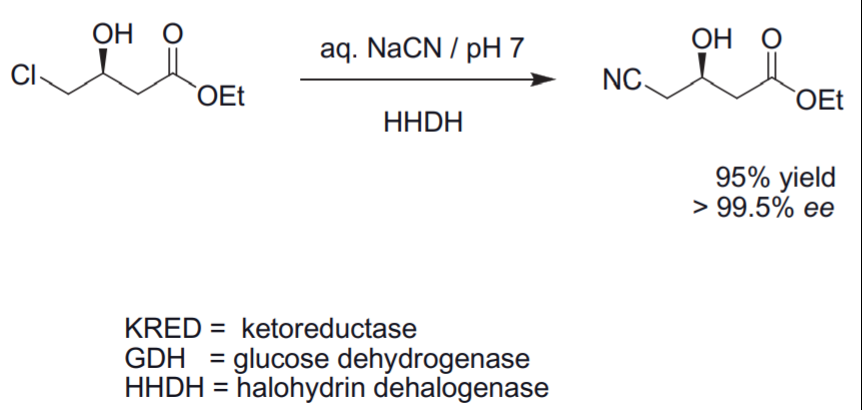 OH O
Cl
OEt
aq. NaCN / pH 7
HHDH
OH O
NC
OEt
95% yield
> 99.5% ee
KRED = ketoreductase
GDH = glucose dehydrogenase
HHDH = halohydrin dehalogenase